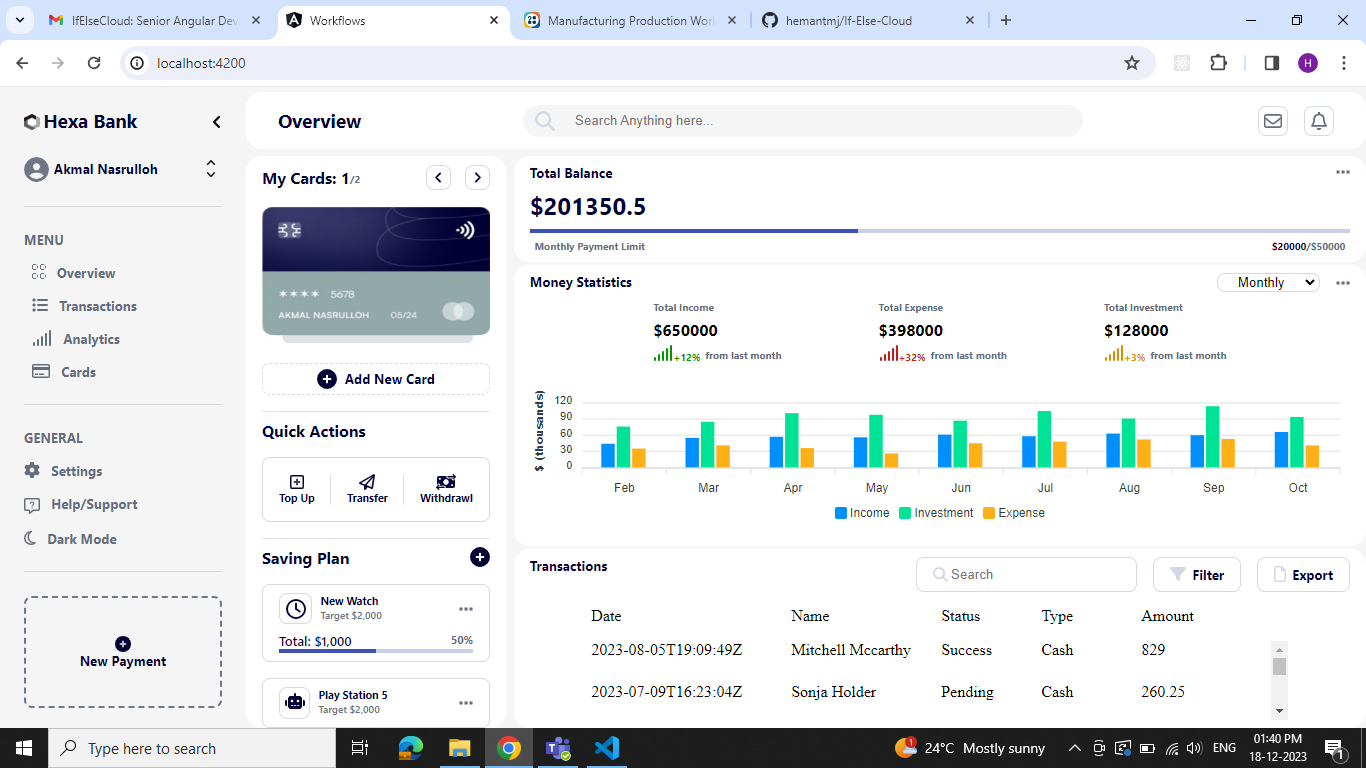 IfElseCloud: Senior Angular Dev
Workflows
Manufacturing Production Wor
hemantmj/If-Else-Cloud
localhost:4200
H
Hexa Bank
Overview
Search Anything here...
Akmal Nasrulloh
MENU
Overview
Transactions
Analytics
Cards
GENERAL
Settings
Help/Support
Dark Mode
New Payment
My Cards: 1/2
5678
AKMAL NASRULLOH 05/24
Add New Card
Quick Actions
Top Up Transfer Withdrawl
Saving Plan
New Watch
Target $2,000
Total: $1,000 50%
Play Station 5
Target $2,000
Total Balance
$201350.5
Monthly Payment Limit $20000/$50000
Money Statistics Monthly
Total Income Total Expense Total Investment
$650000 $398000 $128000
+12% from last month +32% from last month +3% from last month
$ (thousands)
120
90
60
30
0
Feb Mar Apr May Jun Jul Aug Sep Oct
Income Investment Expense
Transactions Search Filter Export
Date Name Status Type Amount
2023-08-05T19:09:49Z Mitchell Mccarthy Success Cash 829
2023-07-09T16:23:04Z Sonja Holder Pending Cash 260.25
Type here to search
1
24°C Mostly sunny
ENG
01:40 PM
18-12-2023
1